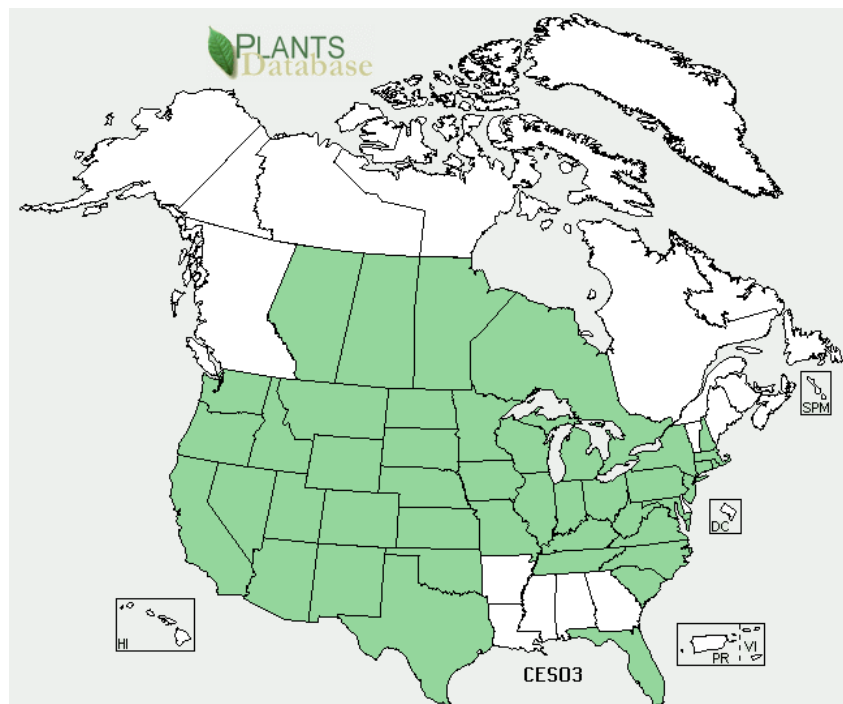 PLANTS
Database
SPM
DC
HI
PR
VI
CESO3